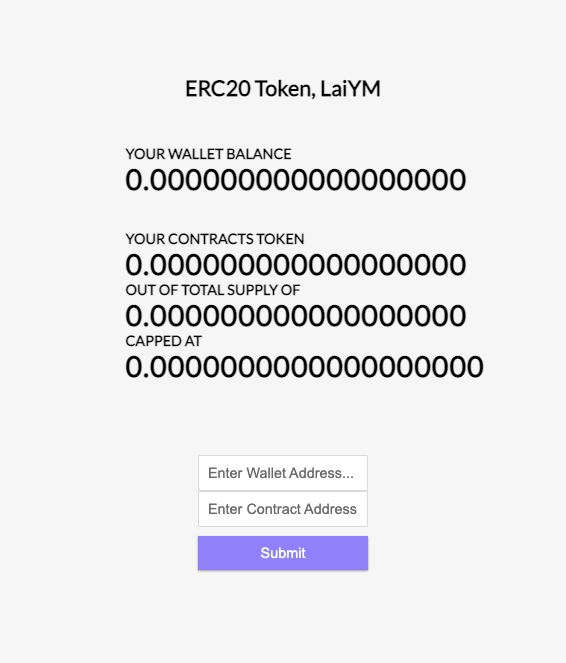 ERC20 Token, LaiYM
YOUR WALLET BALANCE
0.000000000000000000
YOUR CONTRACTS TOKEN
0.000000000000000000
OUT OF TOTAL SUPPLY OF
0.000000000000000000
CAPPED AT
0.0000000000000000000
Enter Wallet Address...
Enter Contract Address
Submit